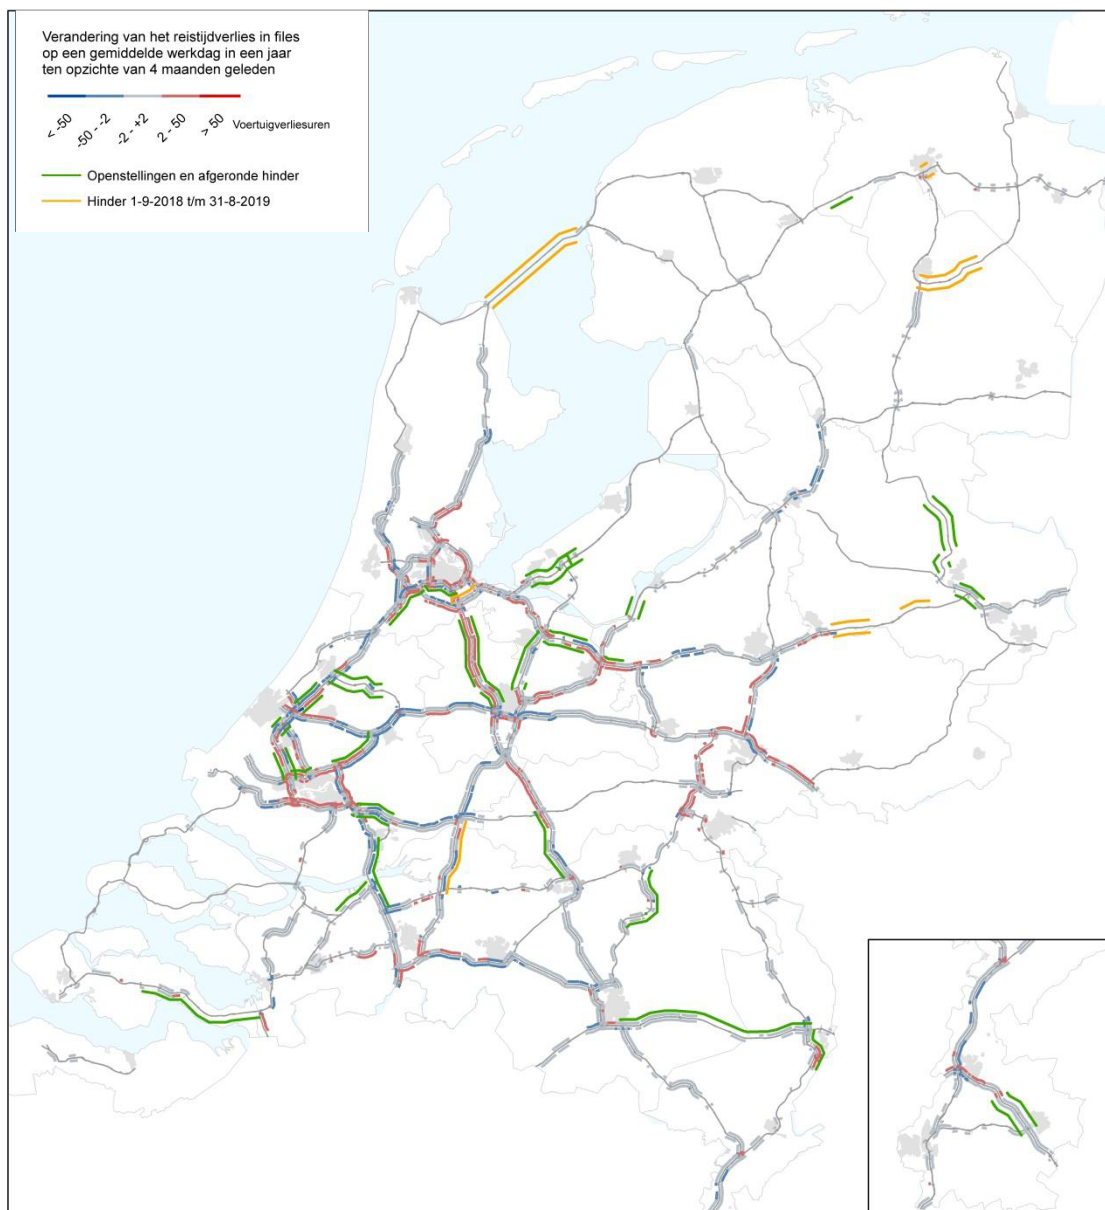 Verandering van het reistijdverlies in files
op een gemiddelde werkdag in een jaar
ten opzichte van 4 maanden geleden
< -50
-50 - -2
-2 - +2
2 - 50
> 50
Voertuigverliesuren
Openstellingen en afgeronde hinder
Hinder 1-9-2018 t/m 31-8-2019